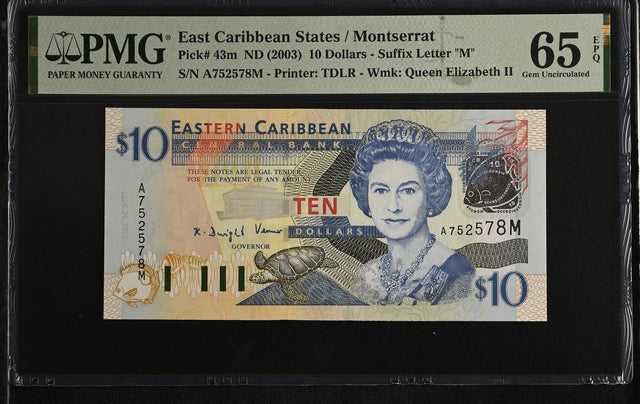 PMG®
PAPER MONEY GUARANTY
East Caribbean States / Montserrat
Pick# 43m ND (2003) 10 Dollars - Suffix Letter "M"
S/N A752578M - Printer: TDLR - Wmk: Queen Elizabeth II
65
EPQ
Gem Uncirculated
$10
EASTERN CARIBBEAN
CENTRAL BANK
THESE NOTES ARE LEGAL TENDER
FOR THE PAYMENT OF ANY AMOUNT
TEN
DOLLARS
K. Dwight Venner
GOVERNOR
A752578M
A752578M
$10